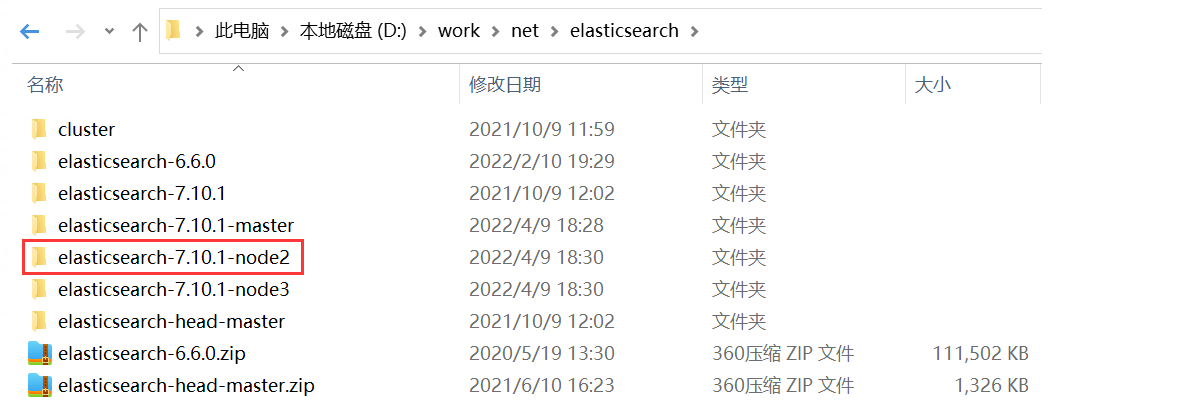 此电脑 > 本地磁盘 (D:) > work > net > elasticsearch >
名称 修改日期 类型 大小
cluster 2021/10/9 11:59 文件夹
elasticsearch-6.6.0 2022/2/10 19:29 文件夹
elasticsearch-7.10.1 2021/10/9 12:02 文件夹
elasticsearch-7.10.1-master 2022/4/9 18:28 文件夹
elasticsearch-7.10.1-node2 2022/4/9 18:30 文件夹
elasticsearch-7.10.1-node3 2022/4/9 18:30 文件夹
elasticsearch-head-master 2021/10/9 12:02 文件夹
elasticsearch-6.6.0.zip 2020/5/19 13:30 360压缩 ZIP 文件 111,502 KB
elasticsearch-head-master.zip 2021/6/10 16:23 360压缩 ZIP 文件 1,326 KB